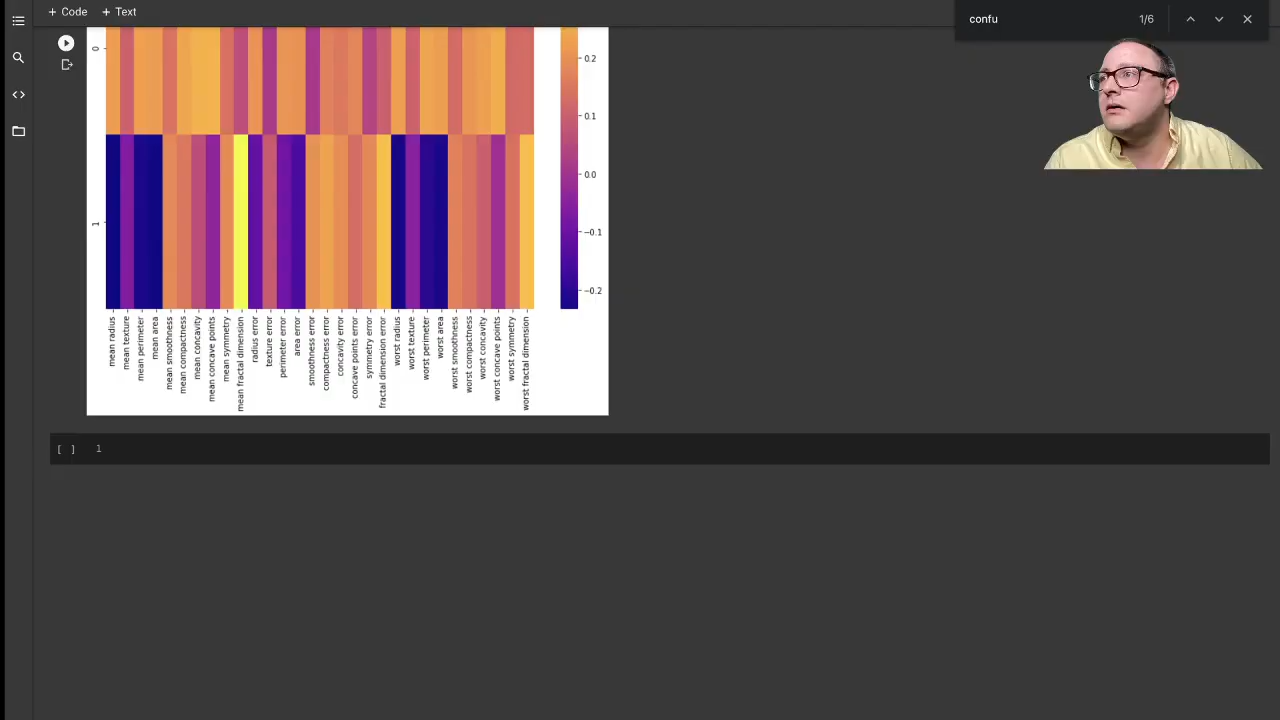 + Code + Text
confu 1/6
0
1
0.2
0.1
0.0
−0.1
−0.2
mean radius
mean texture
mean perimeter
mean area
mean smoothness
mean compactness
mean concavity
mean concave points
mean symmetry
mean fractal dimension
radius error
texture error
perimeter error
area error
smoothness error
compactness error
concavity error
concave points error
symmetry error
fractal dimension error
worst radius
worst texture
worst perimeter
worst area
worst smoothness
worst compactness
worst concavity
worst concave points
worst symmetry
worst fractal dimension
[ ] 1